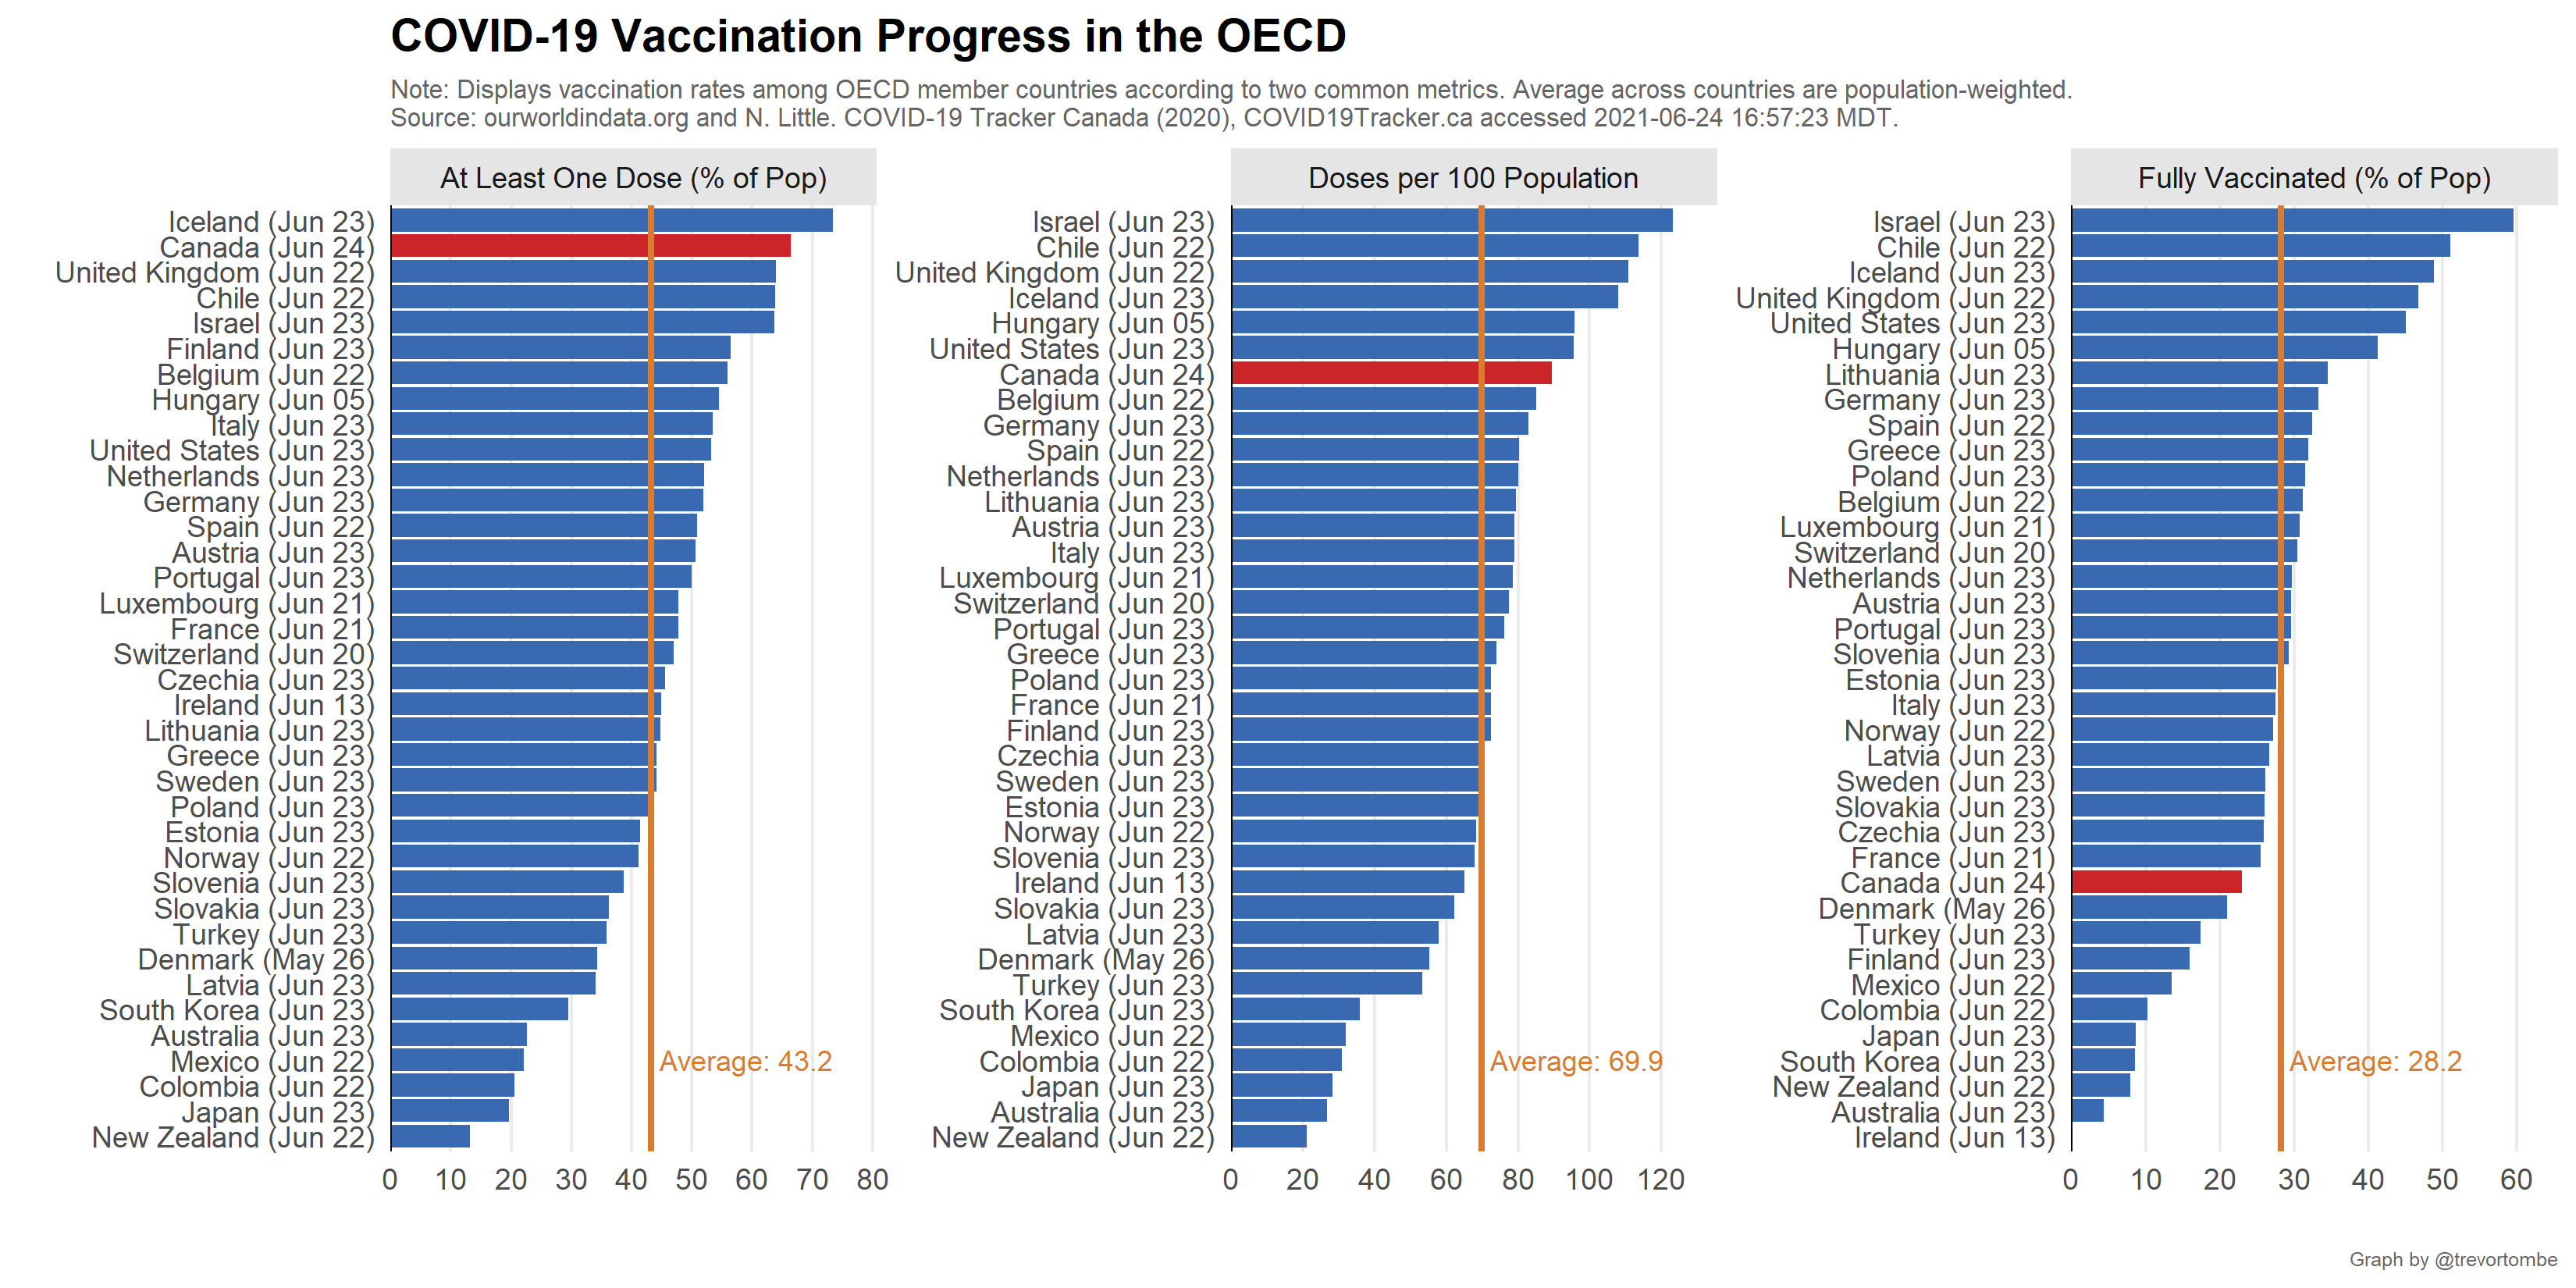 COVID-19 Vaccination Progress in the OECD
Note: Displays vaccination rates among OECD member countries according to two common metrics. Average across countries are population-weighted.
Source: ourworldindata.org and N. Little. COVID-19 Tracker Canada (2020), COVID19Tracker.ca accessed 2021-06-24 16:57:23 MDT.
At Least One Dose (% of Pop)
Iceland (Jun 23)
Canada (Jun 24)
United Kingdom (Jun 22)
Chile (Jun 22)
Israel (Jun 23)
Finland (Jun 23)
Belgium (Jun 22)
Hungary (Jun 05)
Italy (Jun 23)
United States (Jun 23)
Netherlands (Jun 23)
Germany (Jun 23)
Spain (Jun 22)
Austria (Jun 23)
Portugal (Jun 23)
Luxembourg (Jun 21)
France (Jun 21)
Switzerland (Jun 20)
Czechia (Jun 23)
Ireland (Jun 13)
Lithuania (Jun 23)
Greece (Jun 23)
Sweden (Jun 23)
Poland (Jun 23)
Estonia (Jun 23)
Norway (Jun 22)
Slovenia (Jun 23)
Slovakia (Jun 23)
Turkey (Jun 23)
Denmark (May 26)
Latvia (Jun 23)
South Korea (Jun 23)
Australia (Jun 23)
Mexico (Jun 22)
Colombia (Jun 22)
Japan (Jun 23)
New Zealand (Jun 22)
Average: 43.2
0 10 20 30 40 50 60 70 80
Doses per 100 Population
Israel (Jun 23)
Chile (Jun 22)
United Kingdom (Jun 22)
Iceland (Jun 23)
Hungary (Jun 05)
United States (Jun 23)
Canada (Jun 24)
Belgium (Jun 22)
Germany (Jun 23)
Spain (Jun 22)
Netherlands (Jun 23)
Lithuania (Jun 23)
Austria (Jun 23)
Italy (Jun 23)
Luxembourg (Jun 21)
Switzerland (Jun 20)
Portugal (Jun 23)
Greece (Jun 23)
Poland (Jun 23)
France (Jun 21)
Finland (Jun 23)
Czechia (Jun 23)
Sweden (Jun 23)
Estonia (Jun 23)
Norway (Jun 22)
Slovenia (Jun 23)
Ireland (Jun 13)
Slovakia (Jun 23)
Latvia (Jun 23)
Denmark (May 26)
Turkey (Jun 23)
South Korea (Jun 23)
Mexico (Jun 22)
Colombia (Jun 22)
Japan (Jun 23)
Australia (Jun 23)
New Zealand (Jun 22)
Average: 69.9
0 20 40 60 80 100 120
Fully Vaccinated (% of Pop)
Israel (Jun 23)
Chile (Jun 22)
Iceland (Jun 23)
United Kingdom (Jun 22)
United States (Jun 23)
Hungary (Jun 05)
Lithuania (Jun 23)
Germany (Jun 23)
Spain (Jun 22)
Greece (Jun 23)
Poland (Jun 23)
Belgium (Jun 22)
Luxembourg (Jun 21)
Switzerland (Jun 20)
Netherlands (Jun 23)
Austria (Jun 23)
Portugal (Jun 23)
Slovenia (Jun 23)
Estonia (Jun 23)
Italy (Jun 23)
Norway (Jun 22)
Latvia (Jun 23)
Sweden (Jun 23)
Slovakia (Jun 23)
Czechia (Jun 23)
France (Jun 21)
Canada (Jun 24)
Denmark (May 26)
Turkey (Jun 23)
Finland (Jun 23)
Mexico (Jun 22)
Colombia (Jun 22)
Japan (Jun 23)
South Korea (Jun 23)
New Zealand (Jun 22)
Australia (Jun 23)
Ireland (Jun 13)
Average: 28.2
0 10 20 30 40 50 60
Graph by @trevortombe